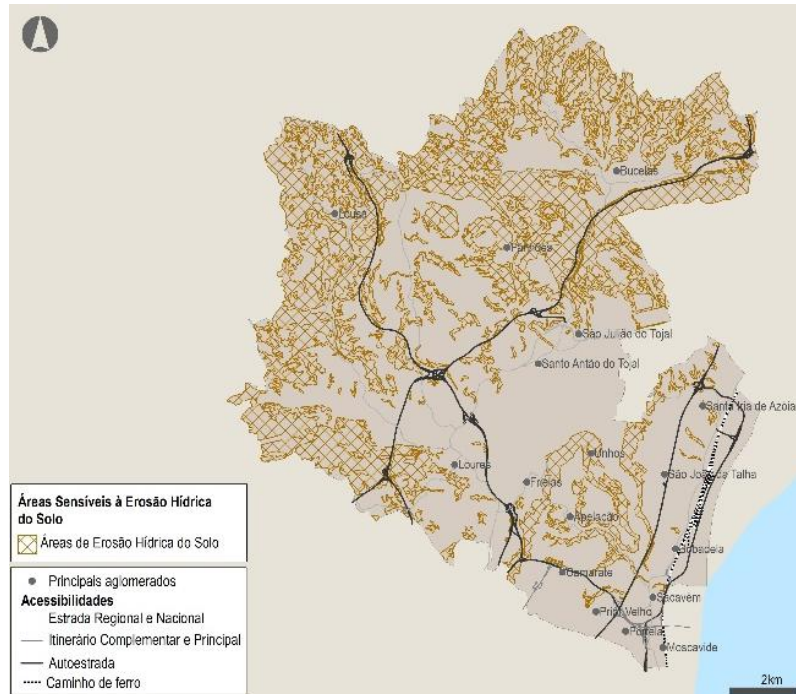 Bucelas
Lousa
Fanhões
São Julião do Tojal
Santo Antão do Tojal
Santa Iria de Azóia
Unhos
Loures
São João da Talha
Frielas
Apelação
Bobadela
Camarate
Sacavém
Prior Velho
Portela
Moscavide
Áreas Sensíveis à Erosão Hídrica
do Solo
Áreas de Erosão Hídrica do Solo
Principais aglomerados
Acessibilidades
Estrada Regional e Nacional
Itinerário Complementar e Principal
Autoestrada
Caminho de ferro
2km